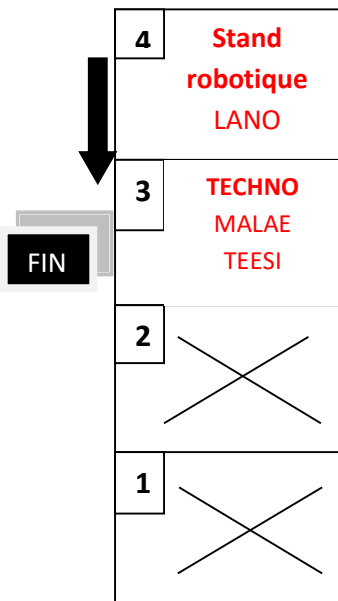 4
Stand
robotique
LANO
3
TECHNO
MALAE
TEESI
FIN
2
1